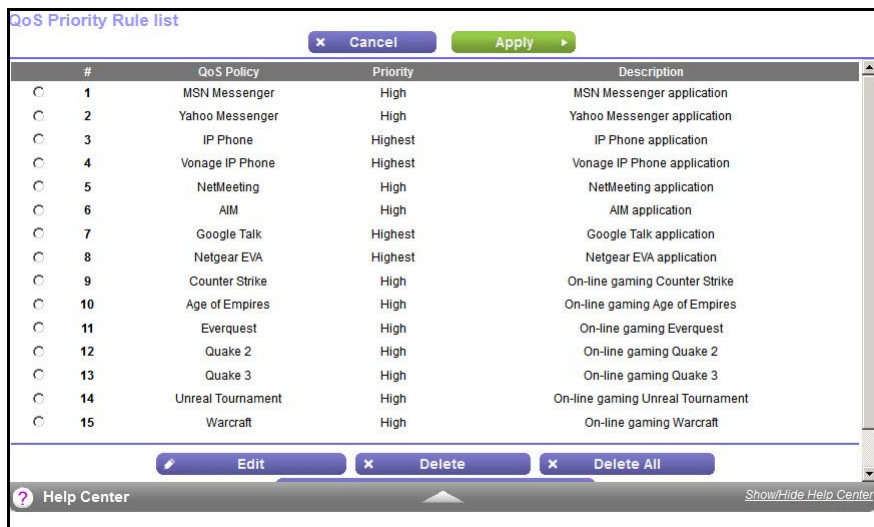 QoS Priority Rule list
Cancel Apply
# QoS Policy Priority Description
1 MSN Messenger High MSN Messenger application
2 Yahoo Messenger High Yahoo Messenger application
3 IP Phone Highest IP Phone application
4 Vonage IP Phone Highest Vonage IP Phone application
5 NetMeeting High NetMeeting application
6 AIM High AIM application
7 Google Talk Highest Google Talk application
8 Netgear EVA Highest Netgear EVA application
9 Counter Strike High On-line gaming Counter Strike
10 Age of Empires High On-line gaming Age of Empires
11 Everquest High On-line gaming Everquest
12 Quake 2 High On-line gaming Quake 2
13 Quake 3 High On-line gaming Quake 3
14 Unreal Tournament High On-line gaming Unreal Tournament
15 Warcraft High On-line gaming Warcraft
Edit Delete Delete All
? Help Center Show/Hide Help Center